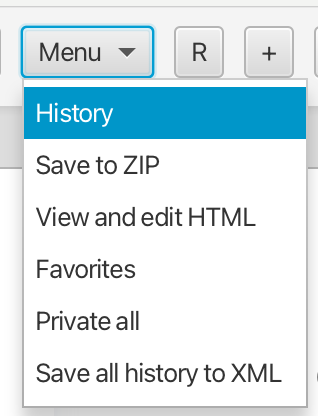 Menu R +
History
Save to ZIP
View and edit HTML
Favorites
Private all
Save all history to XML